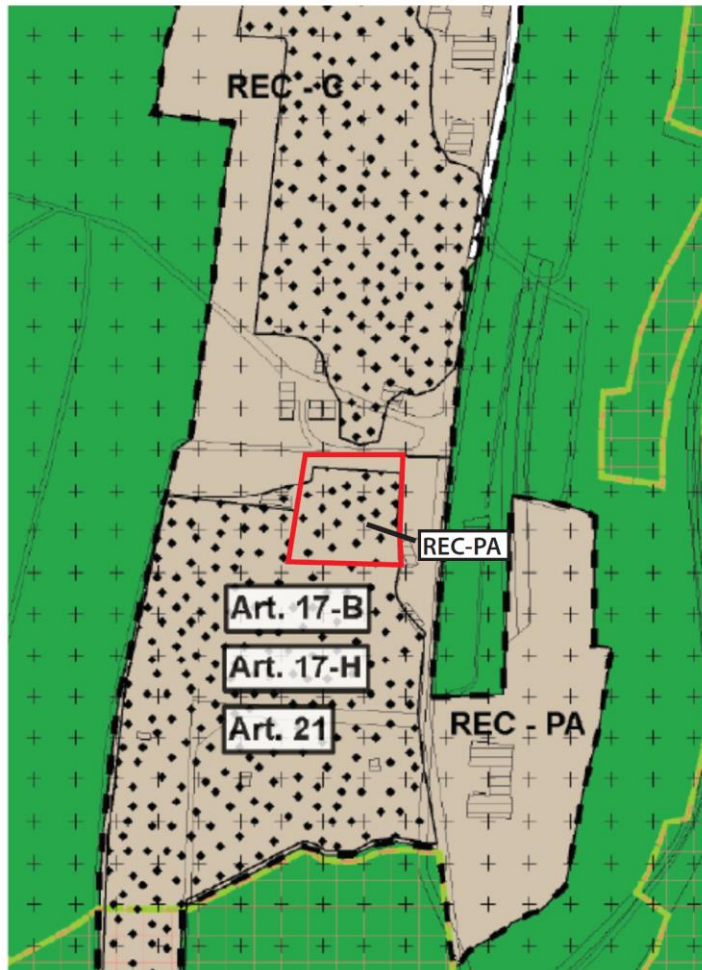 REC - C
REC-PA
Art. 17-B
Art. 17-H
Art. 21
REC - PA